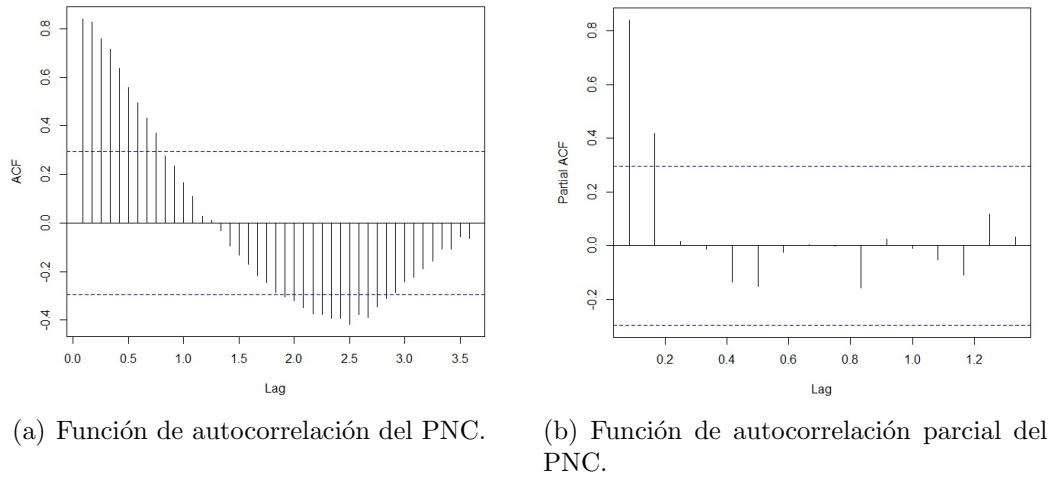 ACF
0.8
0.6
0.4
0.2
0.0
-0.2
-0.4
0.0 0.5 1.0 1.5 2.0 2.5 3.0 3.5
Lag
Partial ACF
0.8
0.6
0.4
0.2
0.0
-0.2
0.2 0.4 0.6 0.8 1.0 1.2
Lag
(a) Función de autocorrelación del PNC.
(b) Función de autocorrelación parcial del
PNC.